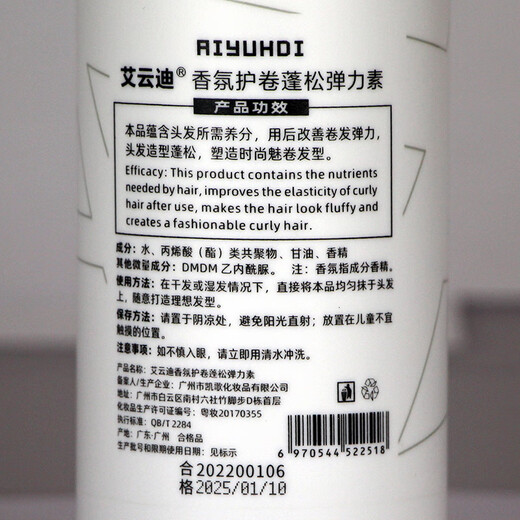 AIYUHDI
艾云迪® 香氛护卷蓬松弹力素
产品功效
本品蕴含头发所需养分，用后改善卷发弹力，
头发造型蓬松，塑造时尚魅卷发型。
Efficacy: This product contains the nutrients
needed by hair, improves the elasticity of curly
hair after use, makes the hair look fluffy and
creates a fashionable curly hair.
成分：水、丙烯酸（酯）类共聚物、甘油、香精
其他微量成分：DMDM 乙内酰脲。 注：香氛指成分香精。
使用方法：在干发或湿发情况下，直接将本品均匀抹于头发
上，随意打造理想发型。
保存方法：请置于阴凉处，避免阳光直射；放置在儿童不宜
触摸的位置。
注意事项：如不慎入眼，请立即用清水冲洗。
产品名称：艾云迪香氛护卷蓬松弹力素
备案人/生产企业：广州市凯歌化妆品有限公司
地址：广州市白云区南村六社竹脚步D栋首层
化妆品生产许可证编号：粤妆20170355
执行标准：QB/T 2284
产地：广东·广州 合格品
生产批号和限期使用日期：见标示
6 970544 522518
合202200106
格2025/01/10